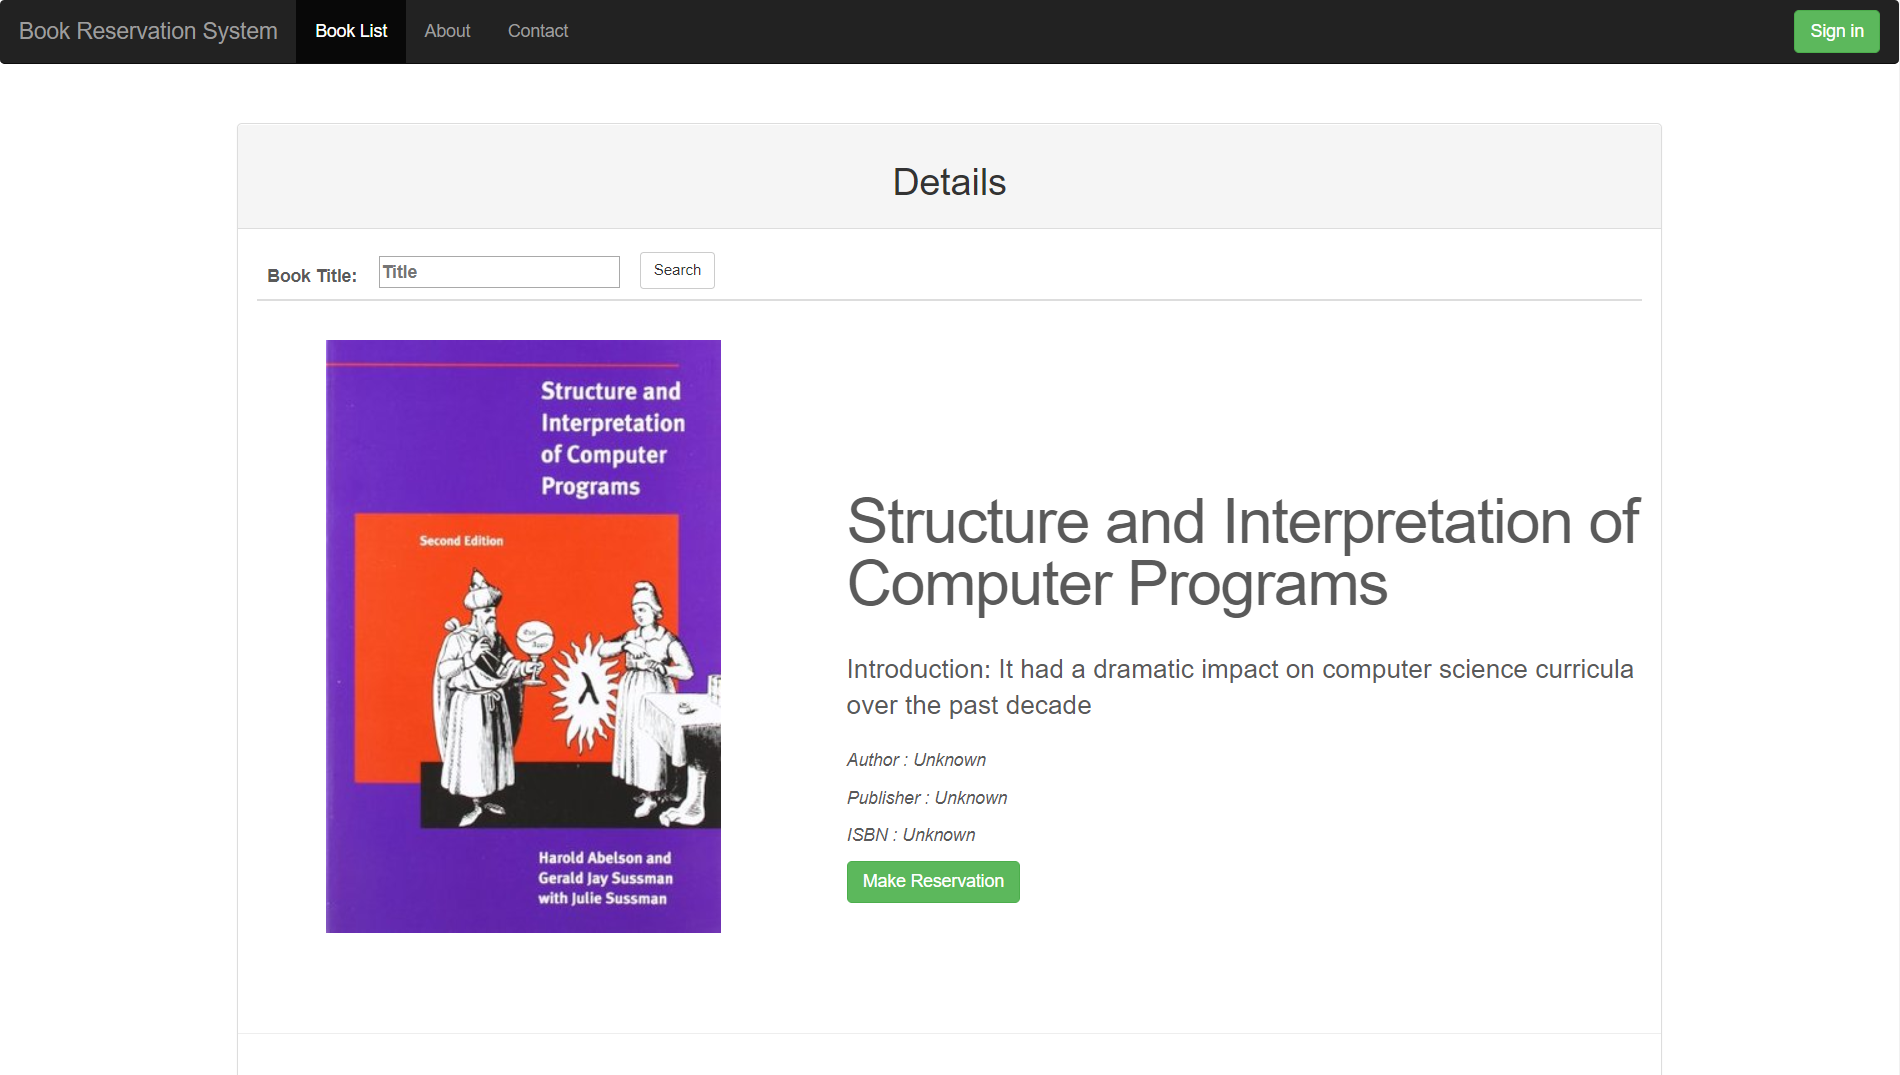 Book Reservation System
Book List
About
Contact
Sign in
Details
Book Title:
Title
Search
Structure and
Interpretation
of Computer
Programs
Second Edition
λ
Harold Abelson and
Gerald Jay Sussman
with Julie Sussman
Structure and Interpretation of
Computer Programs
Introduction: It had a dramatic impact on computer science curricula
over the past decade
Author : Unknown
Publisher : Unknown
ISBN : Unknown
Make Reservation